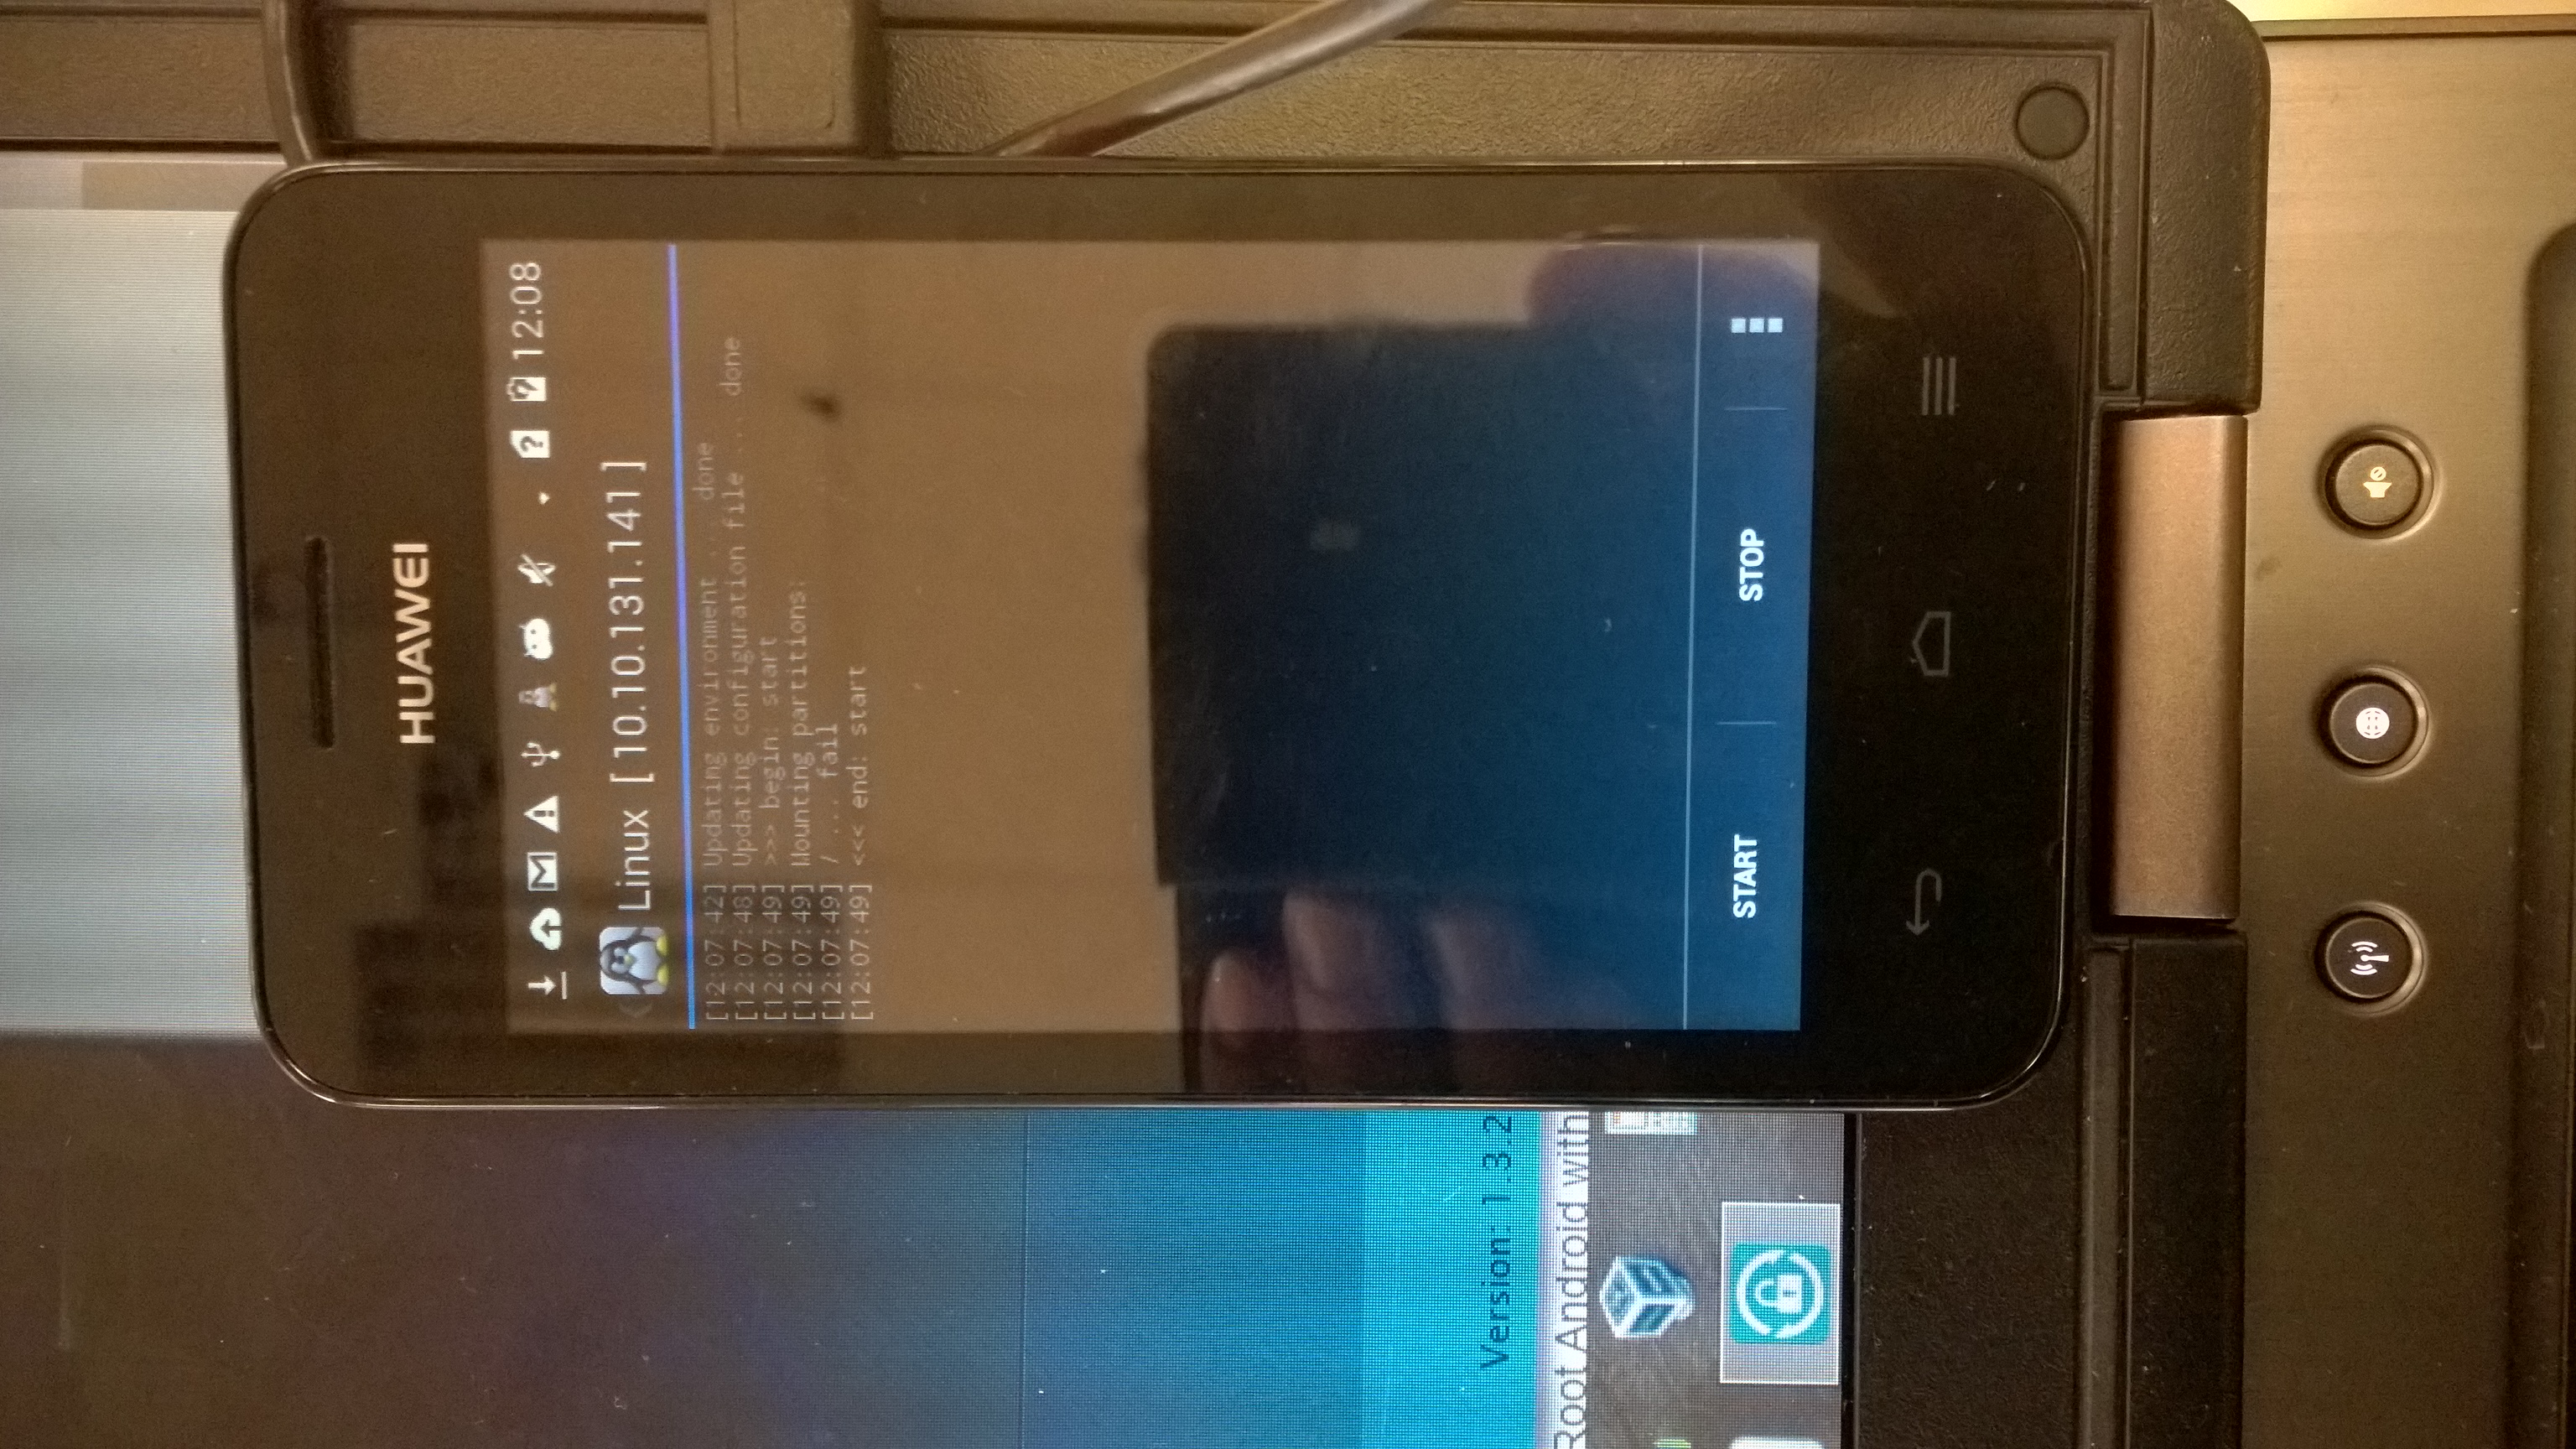 HUAWEI
12:08
Linux [10.10.131.141]
[12:07:42] Updating environment ... done
[12:07:48] Updating configuration file ... done
[12:07:49] >>> begin: start
[12:07:49] Mounting partitions:
[12:07:49] / ... fail
[12:07:49] <<< end: start
START
STOP
Version: 1.3.2
Root Android with